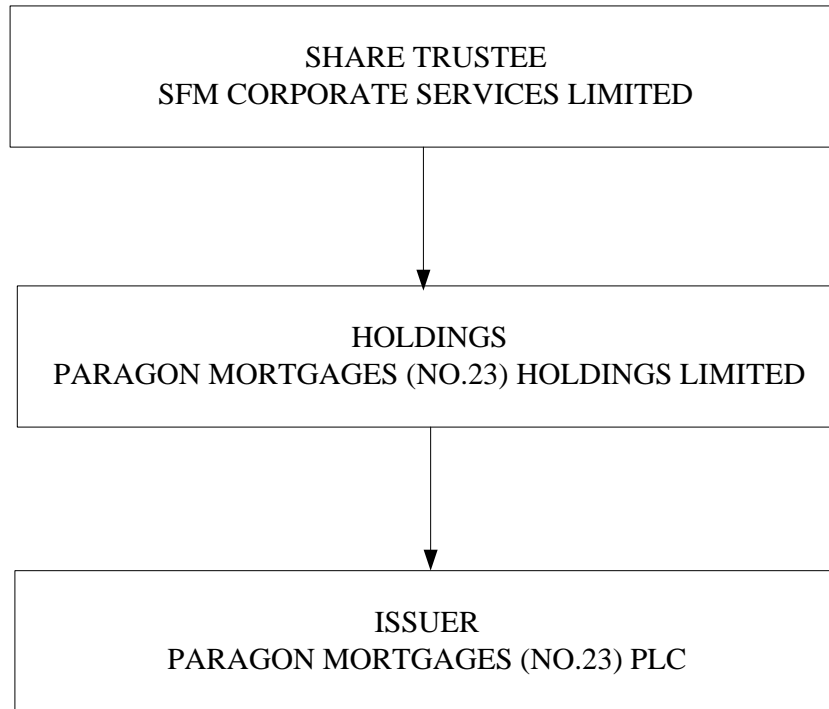 SHARE TRUSTEE
SFM CORPORATE SERVICES LIMITED
HOLDINGS
PARAGON MORTGAGES (NO.23) HOLDINGS LIMITED
ISSUER
PARAGON MORTGAGES (NO.23) PLC